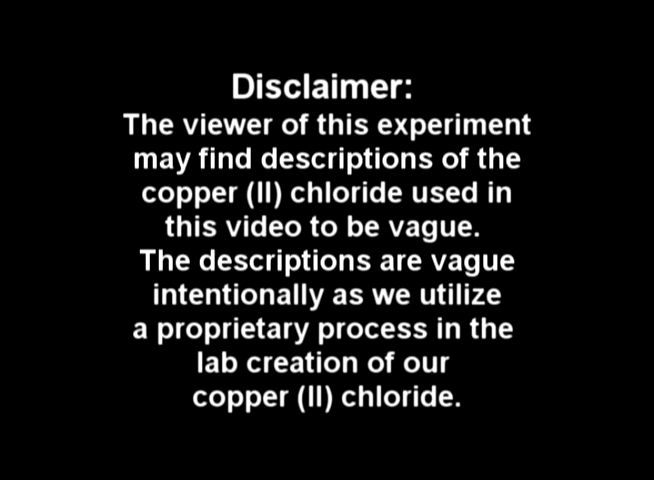 Disclaimer:
The viewer of this experiment
may find descriptions of the
copper (II) chloride used in
this video to be vague.
The descriptions are vague
intentionally as we utilize
a proprietary process in the
lab creation of our
copper (II) chloride.